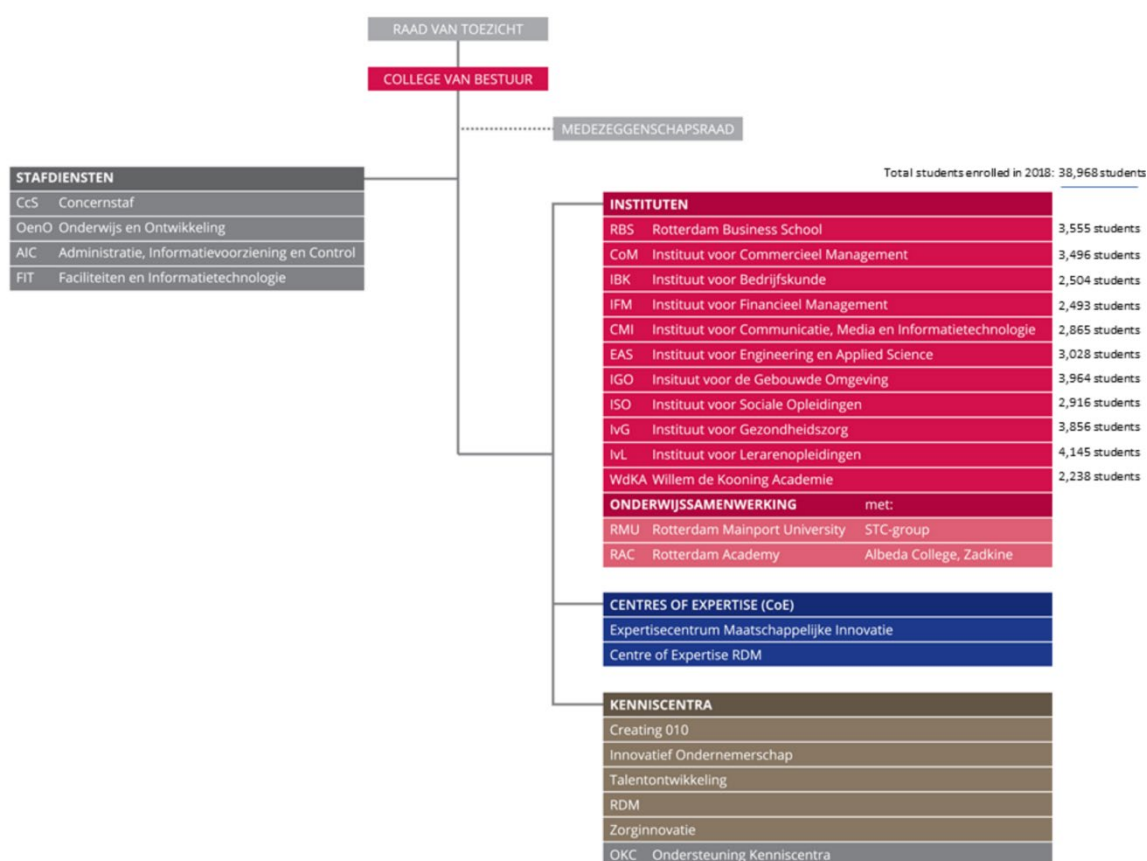 RAAD VAN TOEZICHT
COLLEGE VAN BESTUUR
MEDEZEGGENSCHAPSRAAD
STAFDIENSTEN
CcS Concernstaf
OenO Onderwijs en Ontwikkeling
AIC Administratie, Informatievoorziening en Control
FIT Faciliteiten en Informatietechnologie
Total students enrolled in 2018: 38,968 students
INSTITUTEN
RBS Rotterdam Business School 3,555 students
CoM Instituut voor Commercieel Management 3,496 students
IBK Instituut voor Bedrijfskunde 2,504 students
IFM Instituut voor Financieel Management 2,493 students
CMI Instituut voor Communicatie, Media en Informatietechnologie 2,865 students
EAS Instituut voor Engineering en Applied Science 3,028 students
IGO Insituut voor de Gebouwde Omgeving 3,964 students
ISO Instituut voor Sociale Opleidingen 2,916 students
IvG Instituut voor Gezondheidszorg 3,856 students
IvL Instituut voor Lerarenopleidingen 4,145 students
WdKA Willem de Kooning Academie 2,238 students
ONDERWIJSSAMENWERKING met:
RMU Rotterdam Mainport University STC-group
RAC Rotterdam Academy Albeda College, Zadkine
CENTRES OF EXPERTISE (CoE)
Expertisecentrum Maatschappelijke Innovatie
Centre of Expertise RDM
KENNISCENTRA
Creating 010
Innovatief Ondernemerschap
Talentontwikkeling
RDM
Zorginnovatie
OKC Ondersteuning Kenniscentra